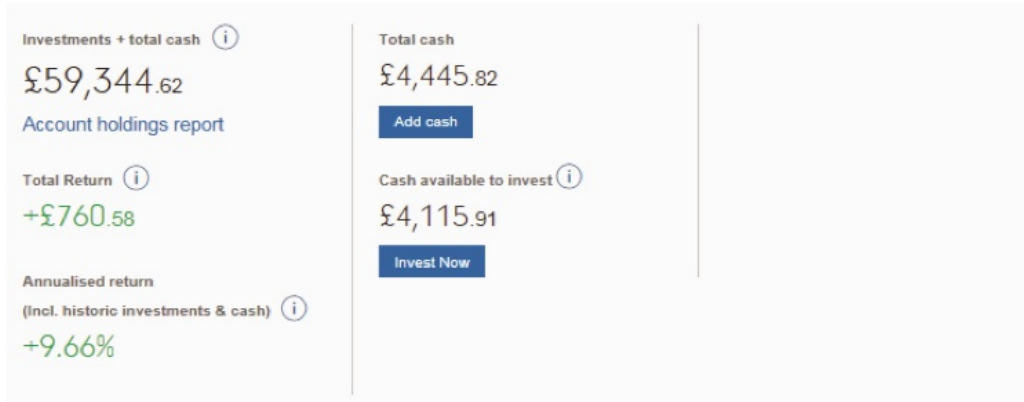 Investments + total cash
£59,344.62
Account holdings report
Total Return
+£760.58
Annualised return
(Incl. historic investments & cash)
+9.66%
Total cash
£4,445.82
Add cash
Cash available to invest
£4,115.91
Invest Now